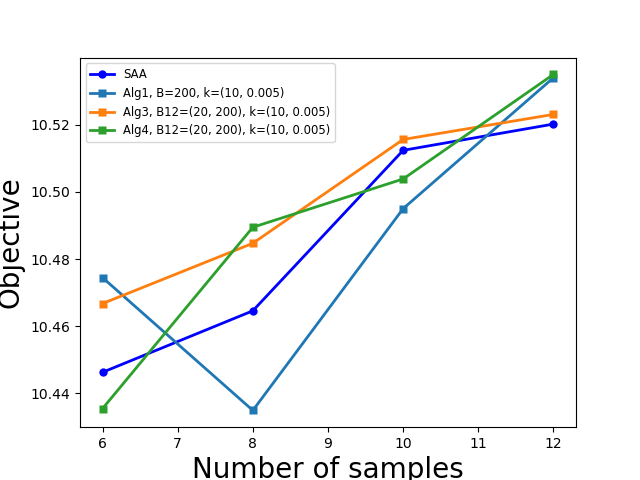 SAA
Alg1, B=200, k=(10, 0.005)
Alg3, B12=(20, 200), k=(10, 0.005)
Alg4, B12=(20, 200), k=(10, 0.005)
10.52
10.50
10.48
10.46
10.44
Objective
6 7 8 9 10 11 12
Number of samples